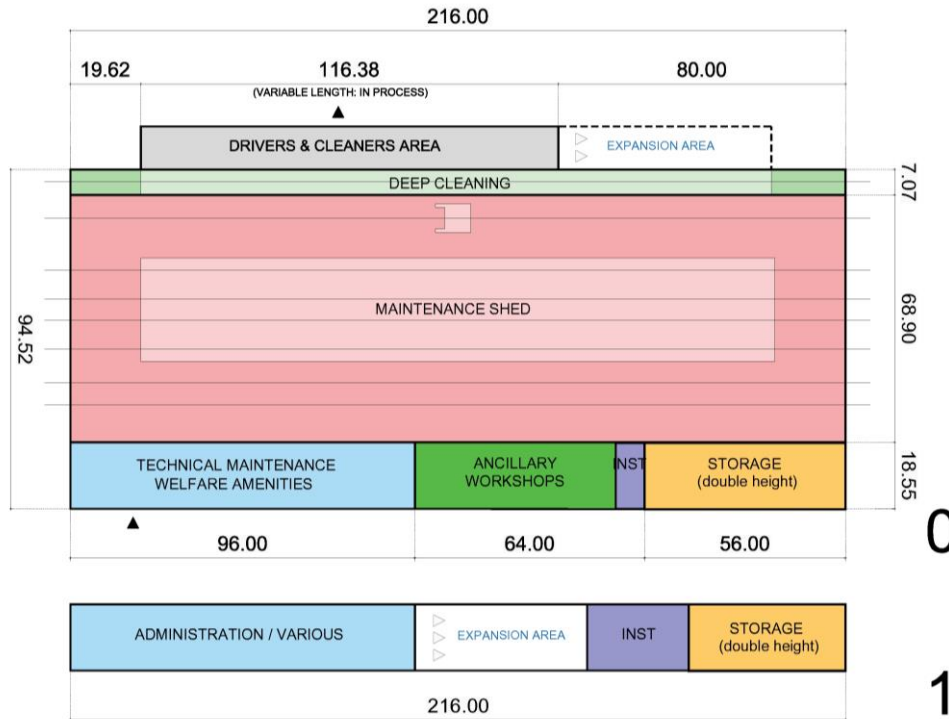 216.00
19.62
116.38
80.00
(VARIABLE LENGTH: IN PROCESS)
DRIVERS & CLEANERS AREA
EXPANSION AREA
DEEP CLEANING
7.07
MAINTENANCE SHED
68.90
94.52
TECHNICAL MAINTENANCE
WELFARE AMENITIES
ANCILLARY
WORKSHOPS
INST
STORAGE
(double height)
18.55
0
96.00
64.00
56.00
ADMINISTRATION / VARIOUS
EXPANSION AREA
INST
STORAGE
(double height)
1
216.00